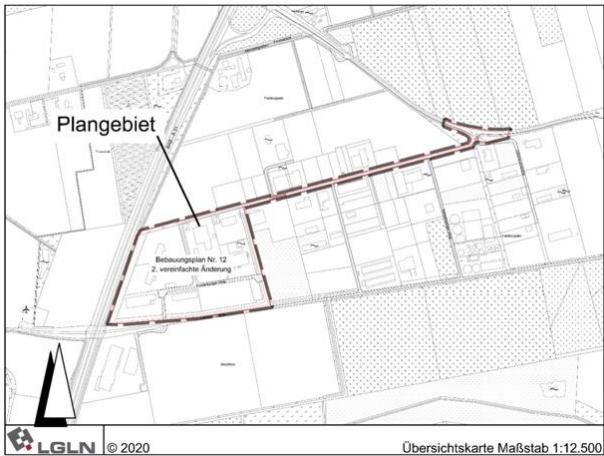 Plangebiet
Bebauungsplan Nr. 12
2. vereinfachte Änderung
LGLN © 2020
Übersichtskarte Maßstab 1:12.500